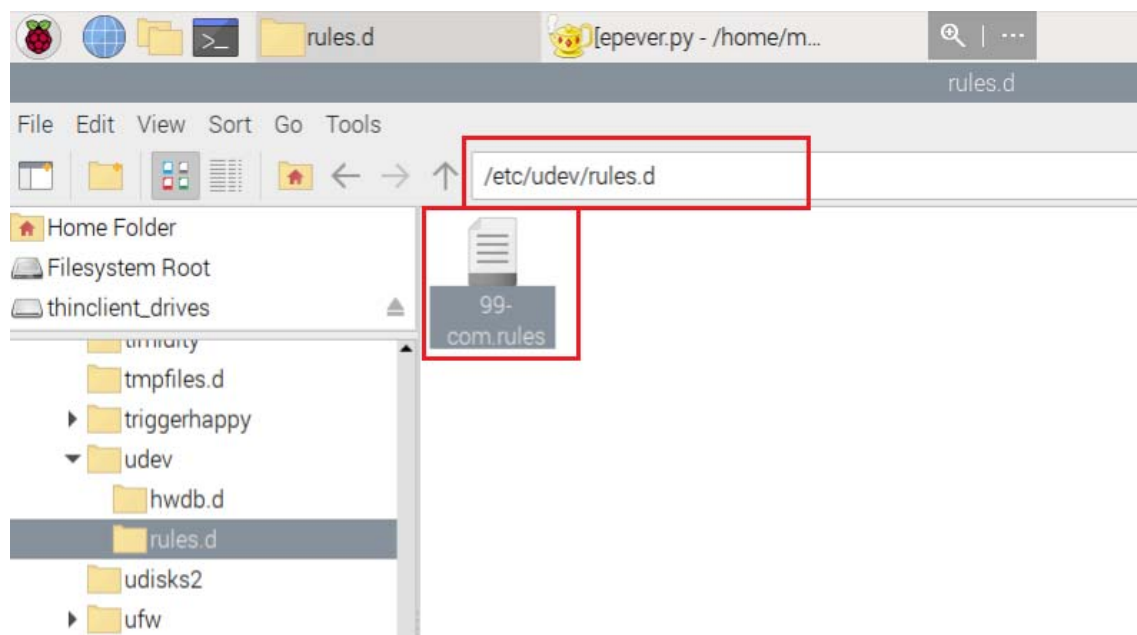 rules.d
[epever.py - /home/m...
rules.d
File Edit View Sort Go Tools
/etc/udev/rules.d
Home Folder
Filesystem Root
thinclient_drives
99-
com.rules
timidity
tmpfiles.d
triggerhappy
udev
hwdb.d
rules.d
udisks2
ufw